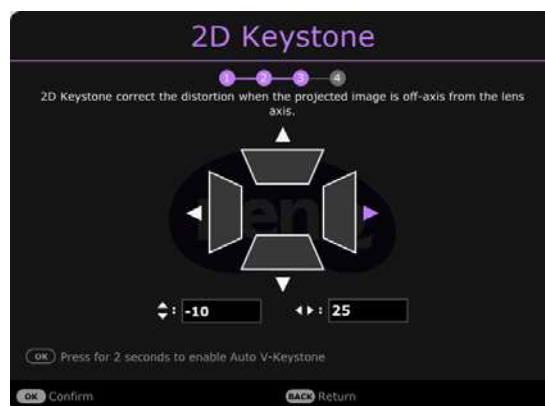 2D Keystone
1 2 3 4
2D Keystone correct the distortion when the projected image is off-axis from the lens
axis.
BenQ
: -10 : 25
OK Press for 2 seconds to enable Auto V-Keystone
OK Confirm BACK Return